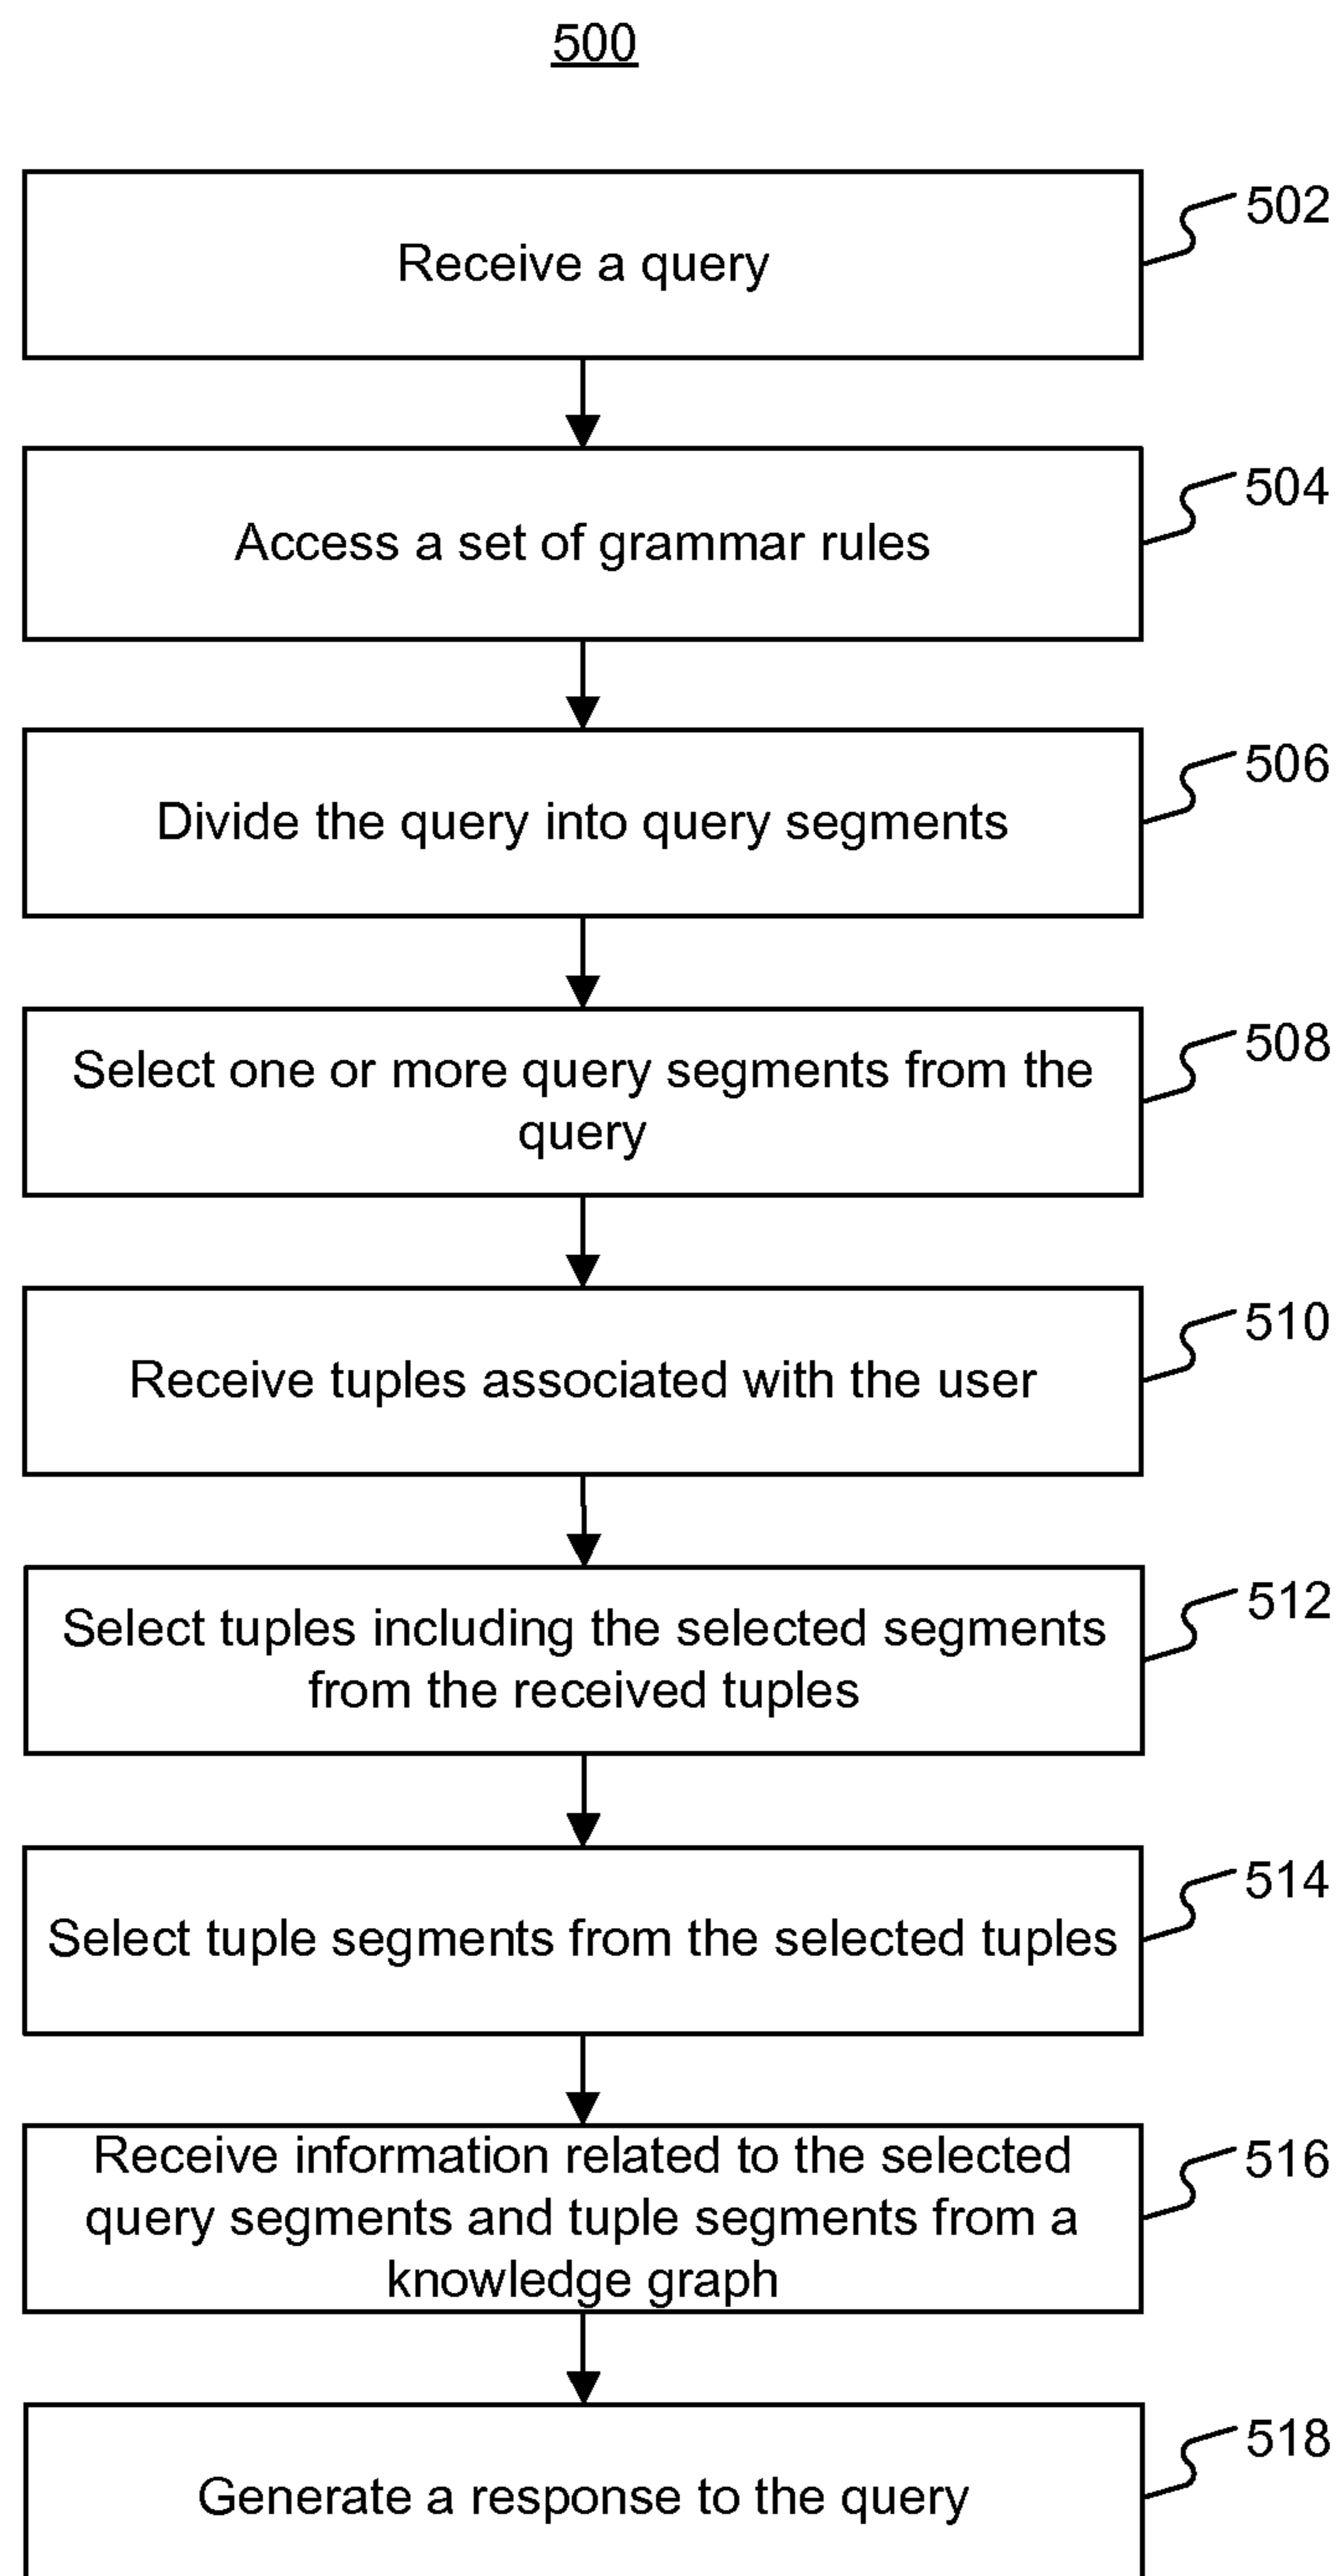 500
Receive a query
502
Access a set of grammar rules
504
Divide the query into query segments
506
Select one or more query segments from the
query
508
Receive tuples associated with the user
510
Select tuples including the selected segments
from the received tuples
512
Select tuple segments from the selected tuples
514
Receive information related to the selected
query segments and tuple segments from a
knowledge graph
516
Generate a response to the query
518